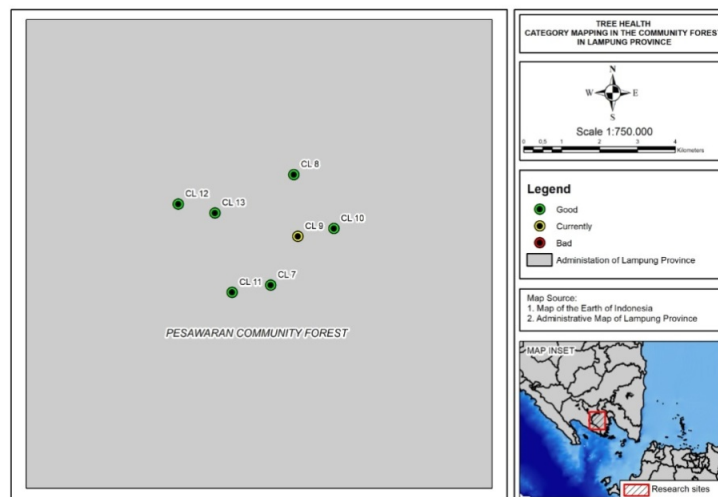 TREE HEALTH
CATEGORY MAPPING IN THE COMMUNITY FOREST
IN LAMPUNG PROVINCE
N
W E
S
Scale 1:750.000
0 0,5 1 2 3 4
Kilometers
CL 8
CL 12
CL 13
CL 10
CL 9
CL 7
CL 11
PESAWARAN COMMUNITY FOREST
Legend
Good
Currently
Bad
Administation of Lampung Province
Map Source:
1. Map of the Earth of Indonesia
2. Administrative Map of Lampung Province
MAP INSET
Research sites